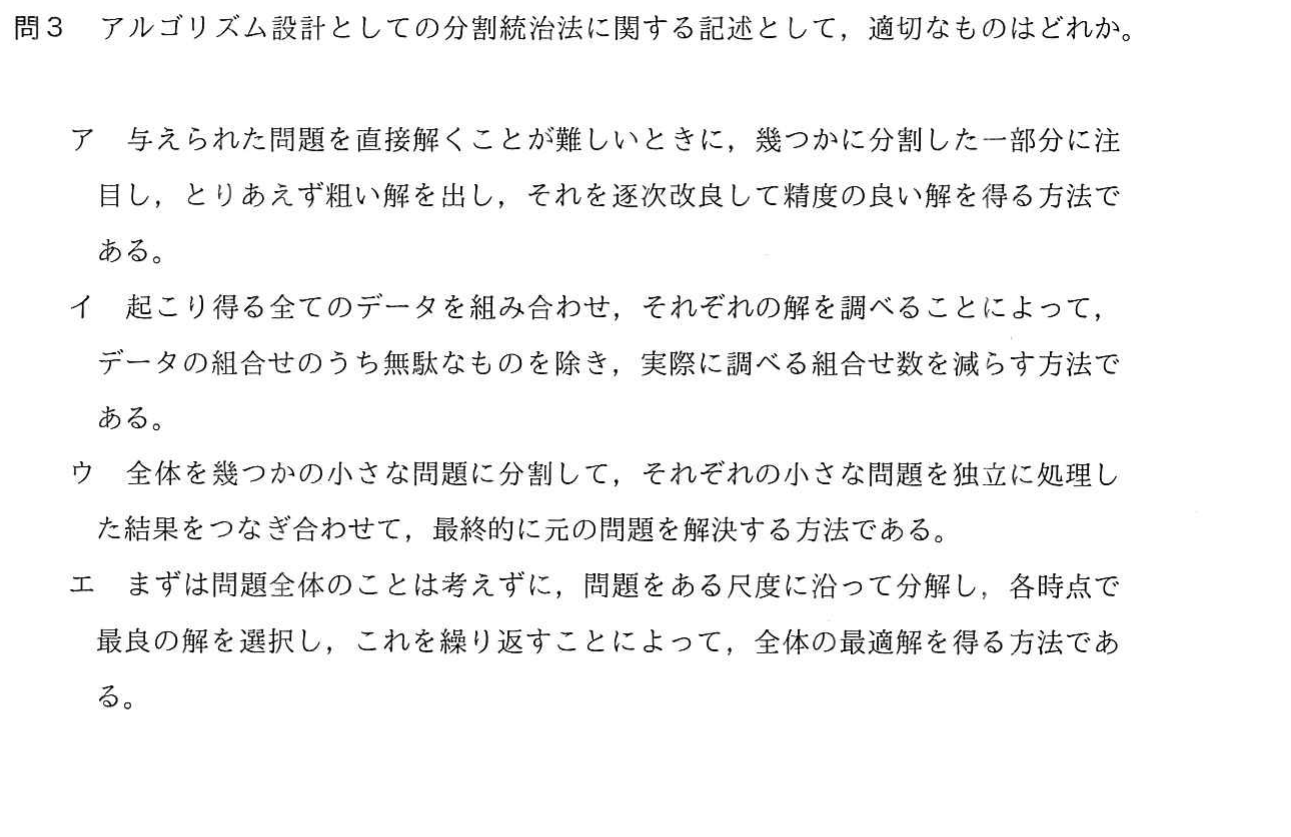 問3 アルゴリズム設計としての分割統治法に関する記述として，適切なものはどれか。
ア 与えられた問題を直接解くことが難しいときに，幾つかに分割した一部分に注
目し，とりあえず粗い解を出し，それを逐次改良して精度の良い解を得る方法で
ある。
イ 起こり得る全てのデータを組み合わせ，それぞれの解を調べることによって，
データの組合せのうち無駄なものを除き，実際に調べる組合せ数を減らす方法で
ある。
ウ 全体を幾つかの小さな問題に分割して，それぞれの小さな問題を独立に処理し
た結果をつなぎ合わせて，最終的に元の問題を解決する方法である。
エ まずは問題全体のことは考えずに，問題をある尺度に沿って分解し，各時点で
最良の解を選択し，これを繰り返すことによって，全体の最適解を得る方法であ
る。